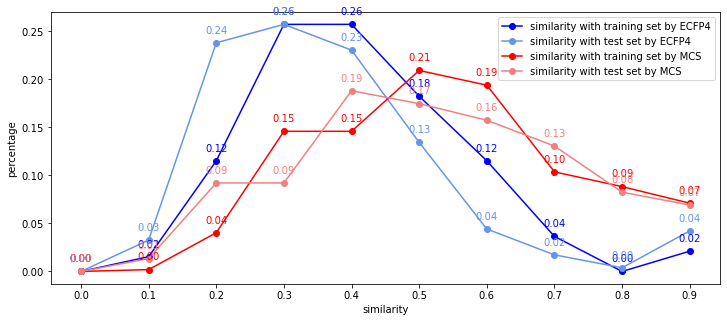 0.26 0.26
0.25
0.24
0.23
similarity with training set by ECFP4
similarity with test set by ECFP4
similarity with training set by MCS
similarity with test set by MCS
0.21
0.20
0.19 0.18 0.17 0.19
0.16
0.15
0.15 0.15
0.13 0.13
0.12 0.12
0.10
0.10
0.09 0.09 0.09
0.08
0.07
0.07
0.05
0.04 0.04 0.04 0.04
0.03
0.02 0.02 0.02
0.00
0.00 0.00 0.00 0.00
0.0 0.1 0.2 0.3 0.4 0.5 0.6 0.7 0.8 0.9
similarity
percentage